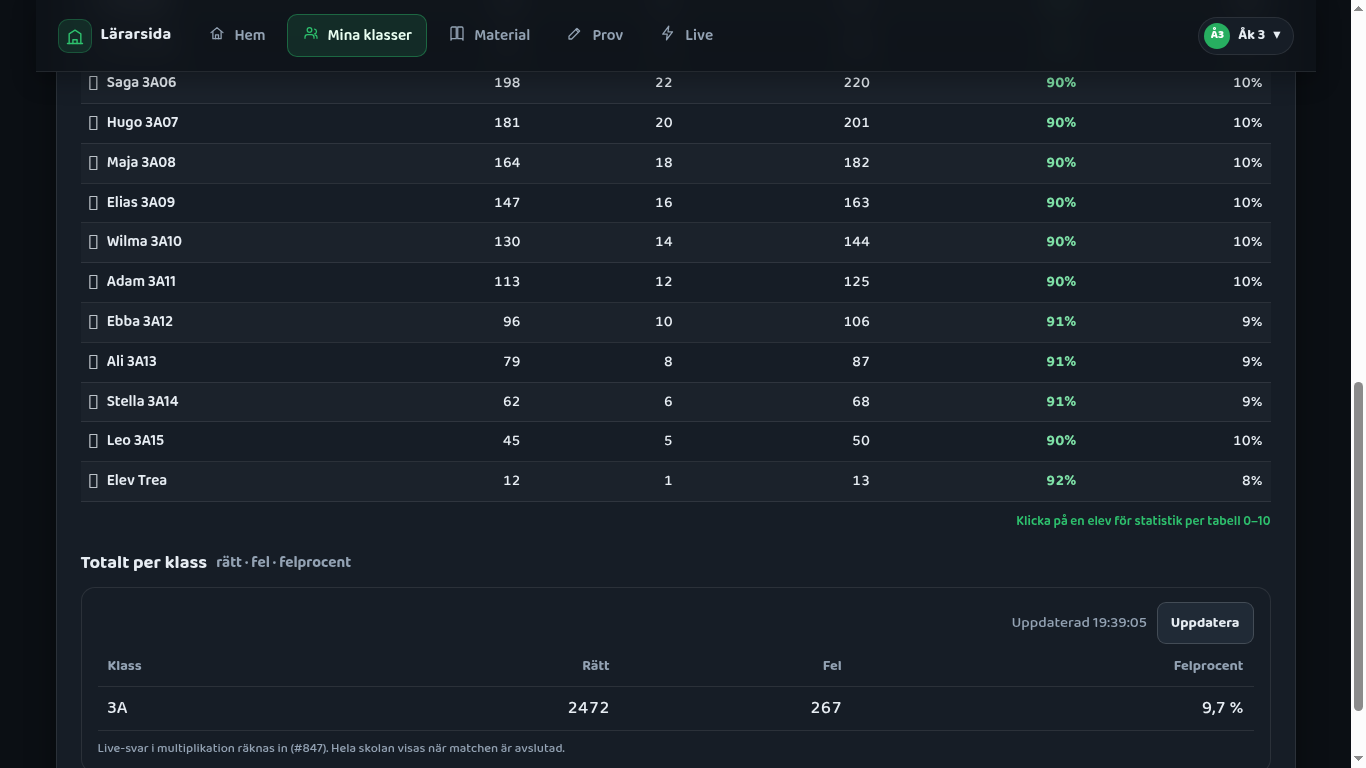 Lärarsida Hem Mina klasser Material Prov Live Å3 Åk 3 ▼
Saga 3A06 198 22 220 90% 10%
Hugo 3A07 181 20 201 90% 10%
Maja 3A08 164 18 182 90% 10%
Elias 3A09 147 16 163 90% 10%
Wilma 3A10 130 14 144 90% 10%
Adam 3A11 113 12 125 90% 10%
Ebba 3A12 96 10 106 91% 9%
Ali 3A13 79 8 87 91% 9%
Stella 3A14 62 6 68 91% 9%
Leo 3A15 45 5 50 90% 10%
Elev Trea 12 1 13 92% 8%
Klicka på en elev för statistik per tabell 0–10
Totalt per klass rätt · fel · felprocent
Uppdaterad 19:39:05 Uppdatera
Klass Rätt Fel Felprocent
3A 2472 267 9,7 %
Live-svar i multiplikation räknas in (#847). Hela skolan visas när matchen är avslutad.